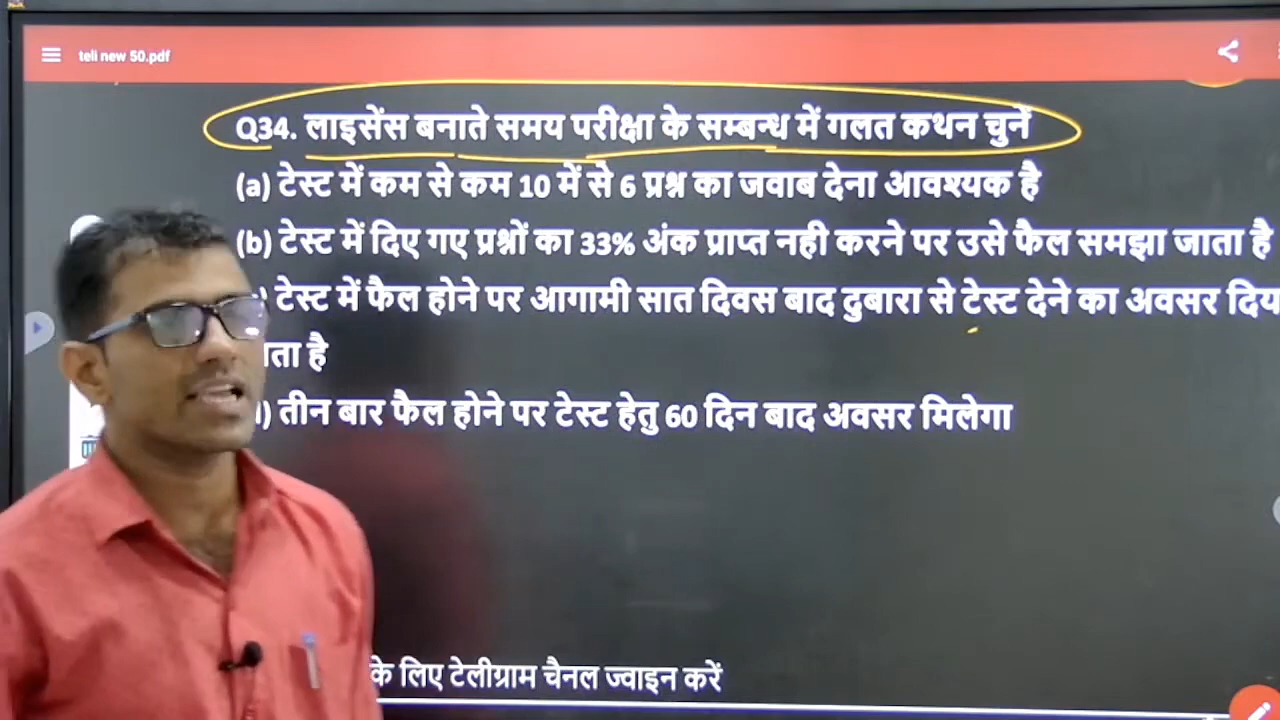 teli new 50.pdf
Q34. लाइसेंस बनाते समय परीक्षा के सम्बन्ध में गलत कथन चुनें
(a) टेस्ट में कम से कम 10 में से 6 प्रश्न का जवाब देना आवश्यक है
(b) टेस्ट में दिए गए प्रश्नों का 33% अंक प्राप्त नही करने पर उसे फैल समझा जाता है
) टेस्ट में फैल होने पर आगामी सात दिवस बाद दुबारा से टेस्ट देने का अवसर दिय
ाता है
) तीन बार फैल होने पर टेस्ट हेतु 60 दिन बाद अवसर मिलेगा
के लिए टेलीग्राम चैनल ज्वाइन करें